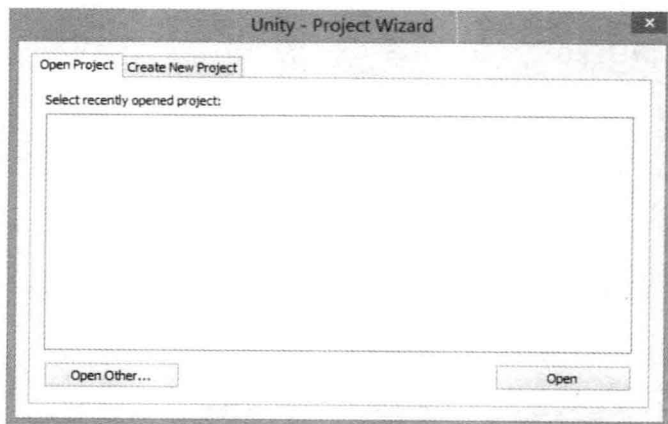 Unity - Project Wizard
x
Open Project
Create New Project
Select recently opened project:
Open Other...
Open